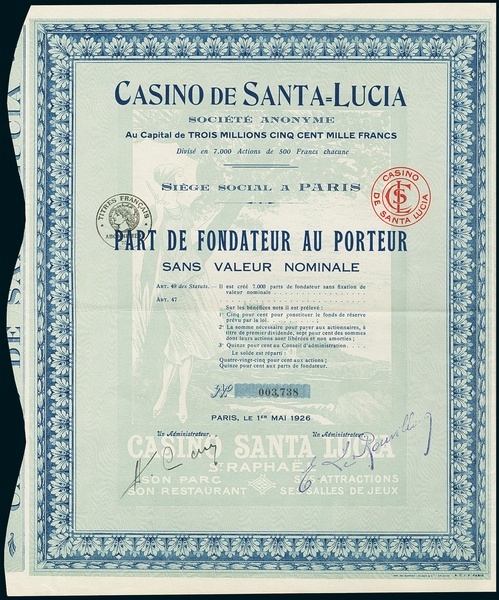 CASINO DE SANTA=LUCIA
SOCIÉTÉ ANONYME
Au Capital de TROIS MILLIONS CINQ CENT MILLE FRANCS
Divisé en 7.000 Actions de 500 Francs chacune
SIÈGE SOCIAL A PARIS
TITRES FRANÇAIS
CASINO
DE SANTA LUCIA
PART DE FONDATEUR AU PORTEUR
SANS VALEUR NOMINALE
ART. 49 des Statuts. — Il est créé 7.000 parts de fondateur sans fixation de
valeur nominale
ART. 47
Sur les bénéfices nets il est prélevé :
1° Cinq pour cent pour constituer le fonds de réserve
prévu par la loi.
2° La somme nécessaire pour payer aux actionnaires, à
titre de premier dividende, sept pour cent des sommes
dont leurs actions sont libérées et non amorties ;
3° Quinze pour cent au Conseil d'administration.
Le solde est réparti :
Quatre-vingt-cinq pour cent aux actions ;
Quinze pour cent aux parts de fondateur.
N° 003,738
PARIS, LE 1ER MAI 1926
Un Administrateur, Un Administrateur,
CASINO SANTA LUCIA
ST RAPHAËL
SON PARC SES ATTRACTIONS
SON RESTAURANT SES SALLES DE JEUX